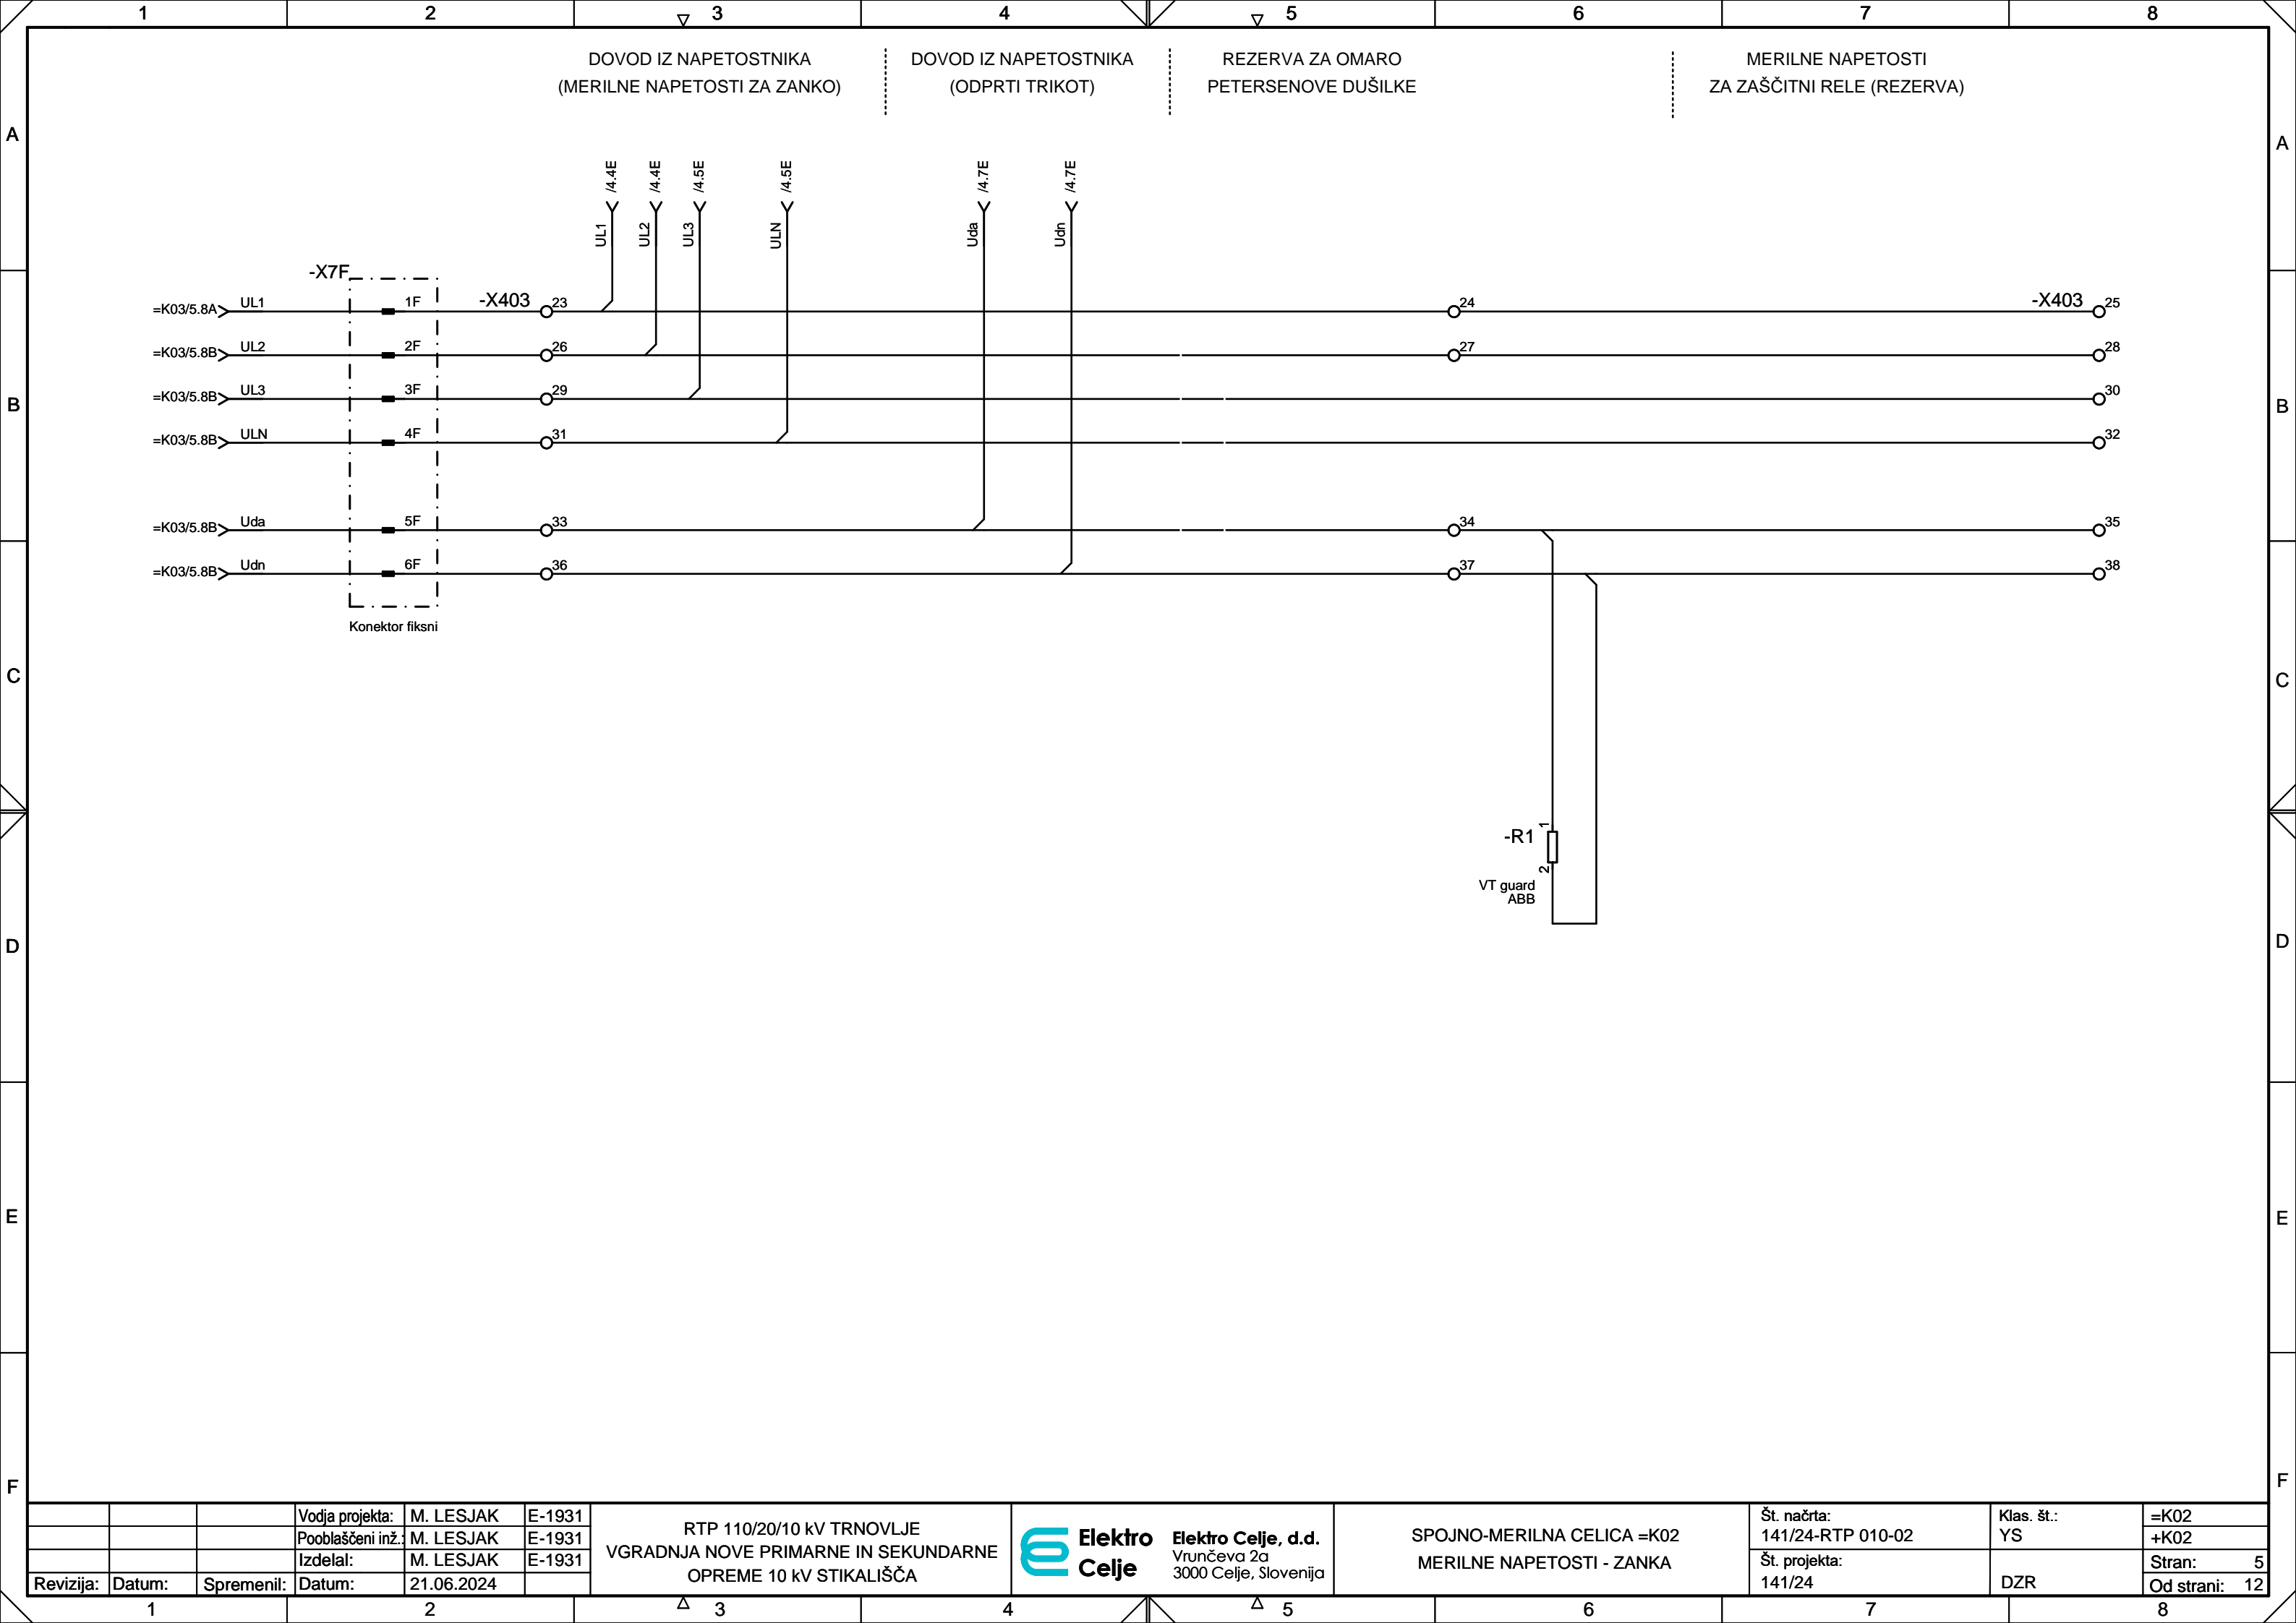 1 2 3 4 5 6 7 8
DOVOD IZ NAPETOSTNIKA
(MERILNE NAPETOSTI ZA ZANKO)
DOVOD IZ NAPETOSTNIKA
(ODPRTI TRIKOT)
REZERVA ZA OMARO
PETERSENOVE DUŠILKE
MERILNE NAPETOSTI
ZA ZAŠČITNI RELE (REZERVA)
A A
/4.4E /4.4E /4.5E /4.5E /4.7E /4.7E
UL1 UL2 UL3 ULN Uda Udn
-X7F
=K03/5.8A UL1 1F -X403 23 24 -X403 25
=K03/5.8B UL2 2F 26 27 28
=K03/5.8B UL3 3F 29 30
B B
=K03/5.8B ULN 4F 31 32
=K03/5.8B Uda 5F 33 34 35
=K03/5.8B Udn 6F 36 37 38
Konektor fiksni
C C
-R1 1
2
VT guard
ABB
D D
E E
F F
Vodja projekta: M. LESJAK E-1931
Pooblaščeni inž.: M. LESJAK E-1931
Izdelal: M. LESJAK E-1931
Revizija: Datum: Spremenil: Datum: 21.06.2024
RTP 110/20/10 kV TRNOVLJE
VGRADNJA NOVE PRIMARNE IN SEKUNDARNE
OPREME 10 kV STIKALIŠČA
Elektro
Celje
Elektro Celje, d.d.
Vrunčeva 2a
3000 Celje, Slovenija
SPOJNO-MERILNA CELICA =K02
MERILNE NAPETOSTI - ZANKA
Št. načrta:
141/24-RTP 010-02
Št. projekta:
141/24
Klas. št.:
YS
DZR
=K02
+K02
Stran: 5
Od strani: 12
1 2 3 4 5 6 7 8